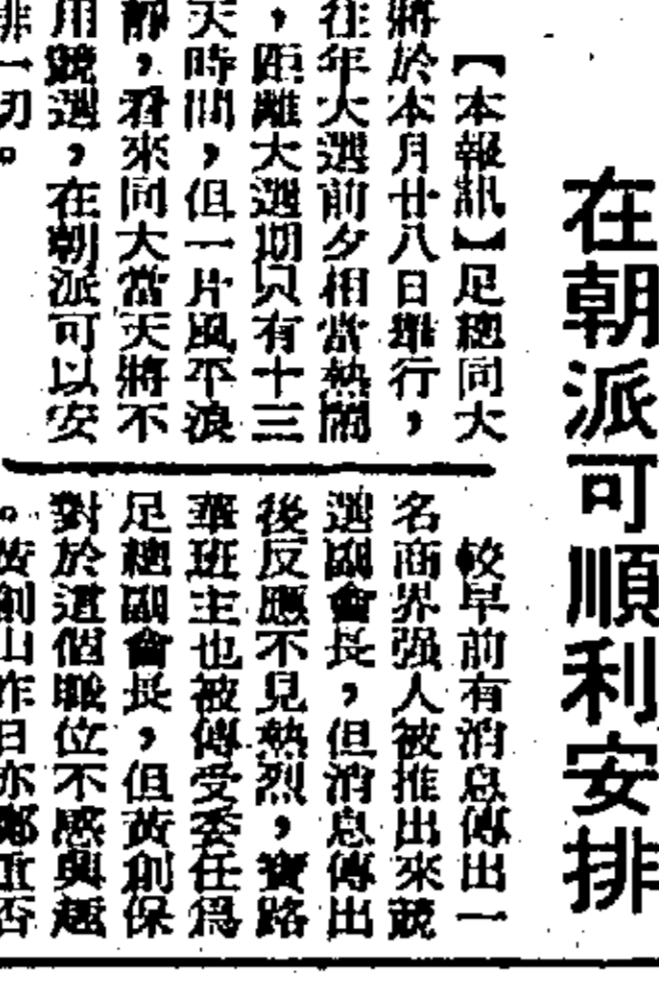 在朝派可順利安排
【本報訊】足總同大
將於本月廿八日舉行，
往年大選前夕相當熱鬧
，距離大選期只有十三
天時間，但一片風平浪
靜，看來同大當天將不
用競選，在朝派可以安
排一切。
較早前有消息傳出一
名商界强人被推出來競
選副會長，但消息傳出
後反應不見熱烈，寶路
華班主也被傳受委任爲
足總副會長，但黃創保
對於這個職位不感興趣
。黃創山昨日亦鄭重否